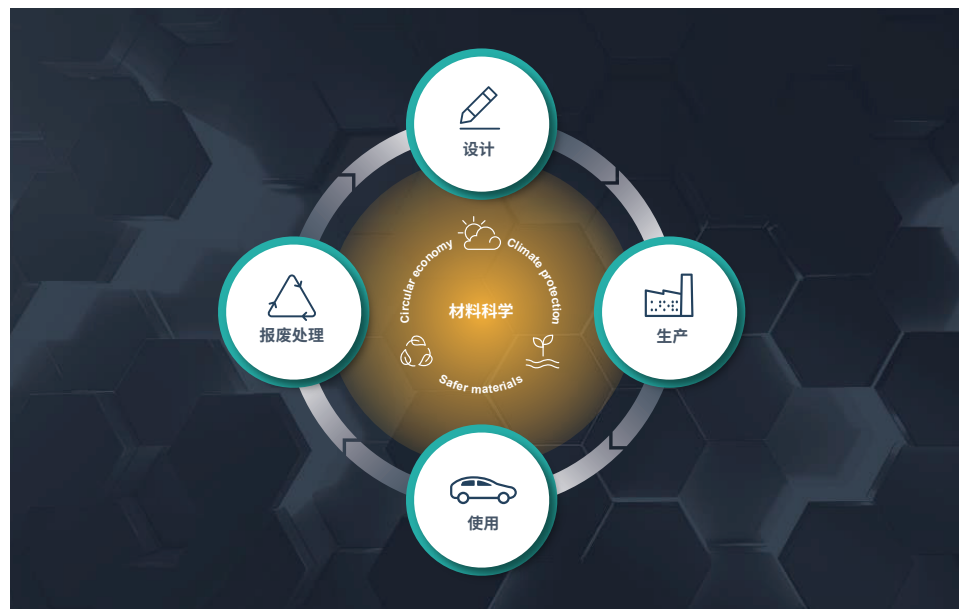 设计
Circular economy
Climate protection
材料科学
报废处理
生产
Safer materials
使用